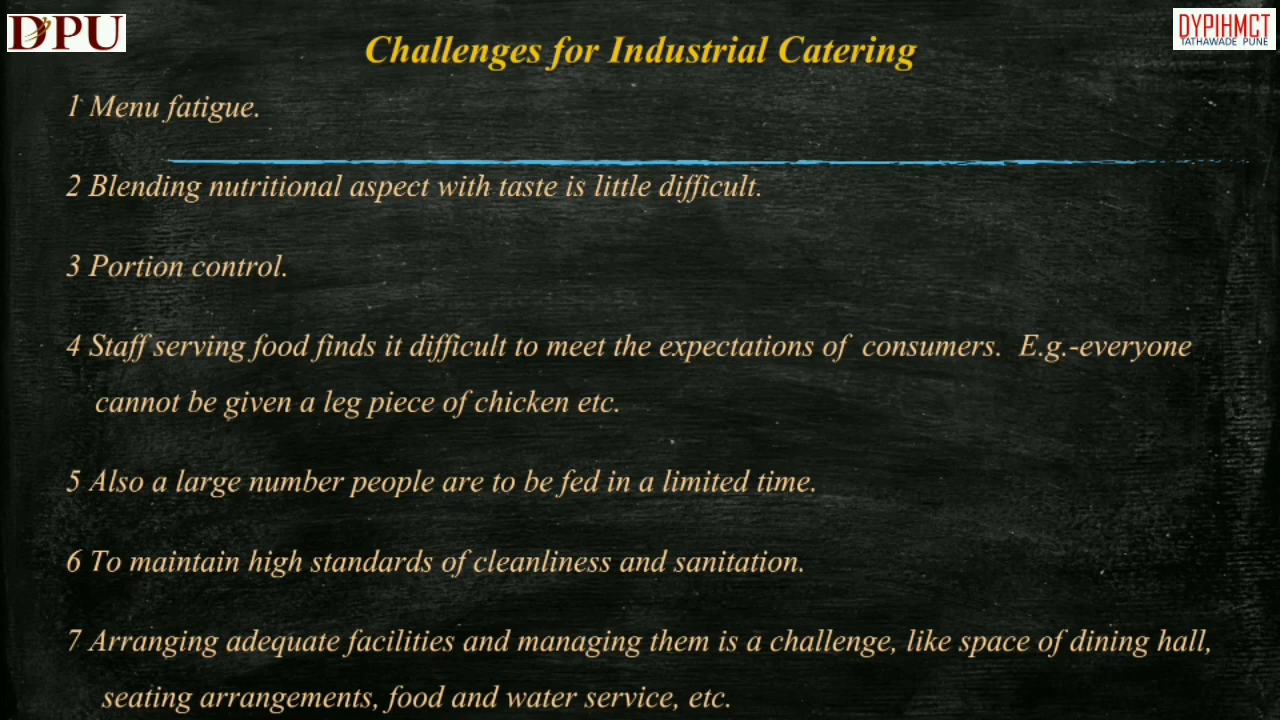 DPU
DYPIHMCT
TATHAWADE PUNE
Challenges for Industrial Catering
1 Menu fatigue.
2 Blending nutritional aspect with taste is little difficult.
3 Portion control.
4 Staff serving food finds it difficult to meet the expectations of consumers. E.g.-everyone
cannot be given a leg piece of chicken etc.
5 Also a large number people are to be fed in a limited time.
6 To maintain high standards of cleanliness and sanitation.
7 Arranging adequate facilities and managing them is a challenge, like space of dining hall,
seating arrangements, food and water service, etc.